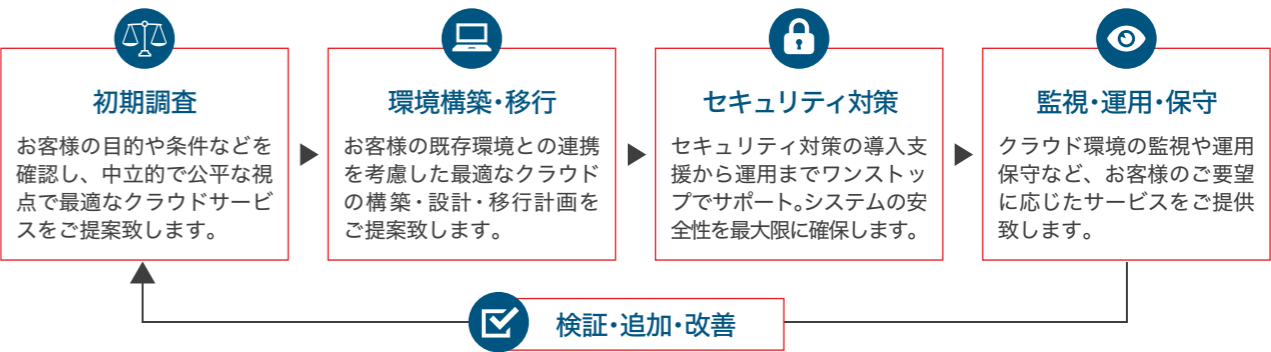 初期調査
お客様の目的や条件などを
確認し、中立的で公平な視
点で最適なクラウドサービ
スをご提案致します。
環境構築・移行
お客様の既存環境との連携
を考慮した最適なクラウド
の構築・設計・移行計画を
ご提案致します。
セキュリティ対策
セキュリティ対策の導入支
援から運用までワンストッ
プでサポート。システムの安
全性を最大限に確保します。
監視・運用・保守
クラウド環境の監視や運用
保守など、お客様のご要望
に応じたサービスをご提供
致します。
検証・追加・改善